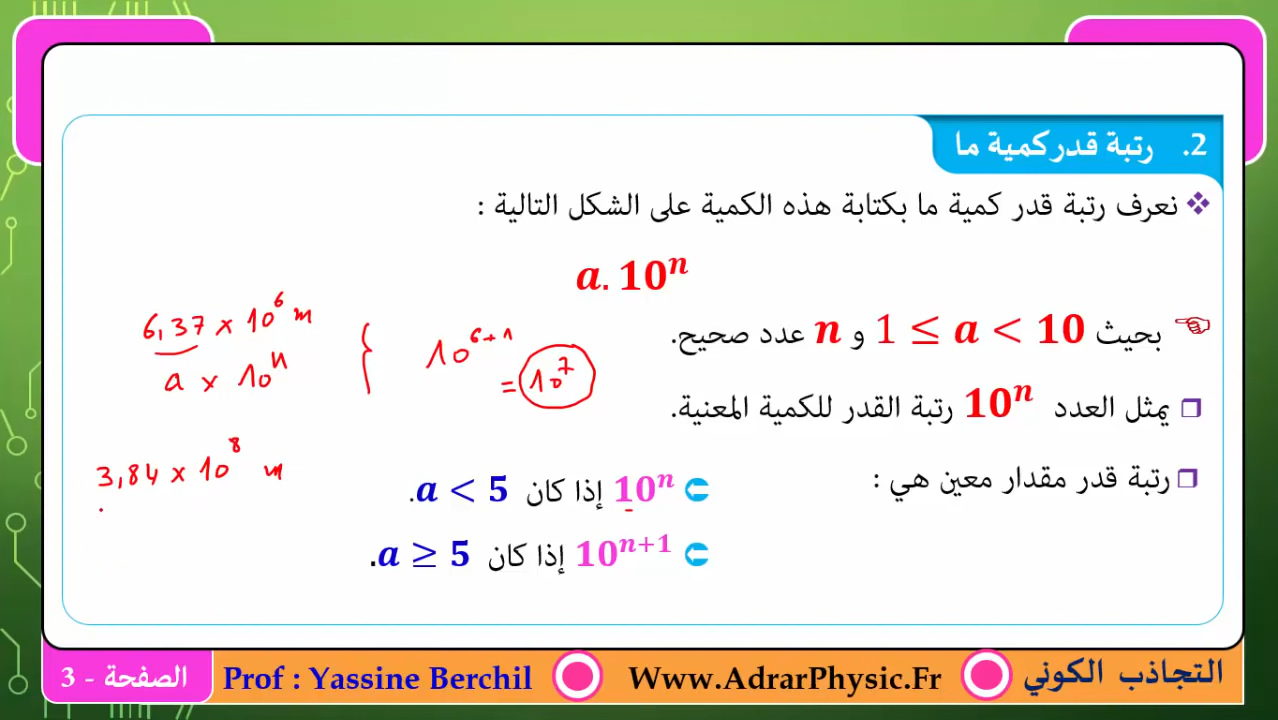 2. رتبة قدر كمية ما
نعرف رتبة قدر كمية ما بكتابة هذه الكمية على الشكل التالية :
a. 10ⁿ
بحيث 1 ≤ a < 10 و n عدد صحيح.
يمثل العدد 10ⁿ رتبة القدر للكمية المعنية.
رتبة قدر مقدار معين هي :
10ⁿ إذا كان a < 5.
10ⁿ⁺¹ إذا كان a ≥ 5.
6,37 × 10⁶ m
a × 10ⁿ
10⁶⁺¹
= 10⁷
3,84 × 10⁸ m
الصفحة - 3
Prof : Yassine Berchil
Www.AdrarPhysic.Fr
التجاذب الكوني